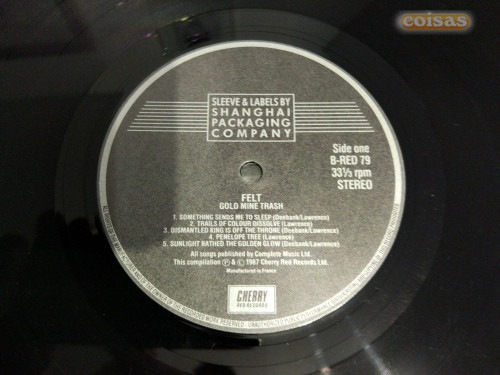 coisas
SLEEVE & LABELS BY
SHANGHAI
PACKAGING
COMPANY
Side one
B-RED 79
33⅓ rpm
STEREO
FELT
GOLD MINE TRASH
1. SOMETHING SENDS ME TO SLEEP (Deebank/Lawrence)
2. TRAILS OF COLOUR DISSOLVE (Lawrence)
3. DISMANTLED KING IS OFF THE THRONE (Deebank/Lawrence)
4. PENELOPE TREE (Lawrence)
5. SUNLIGHT BATHED THE GOLDEN GLOW (Deebank/Lawrence)
All songs published by Complete Music Ltd.
This compilation ℗ & © 1987 Cherry Red Records Ltd.
Manufactured in France
CHERRY
RED RECORDS